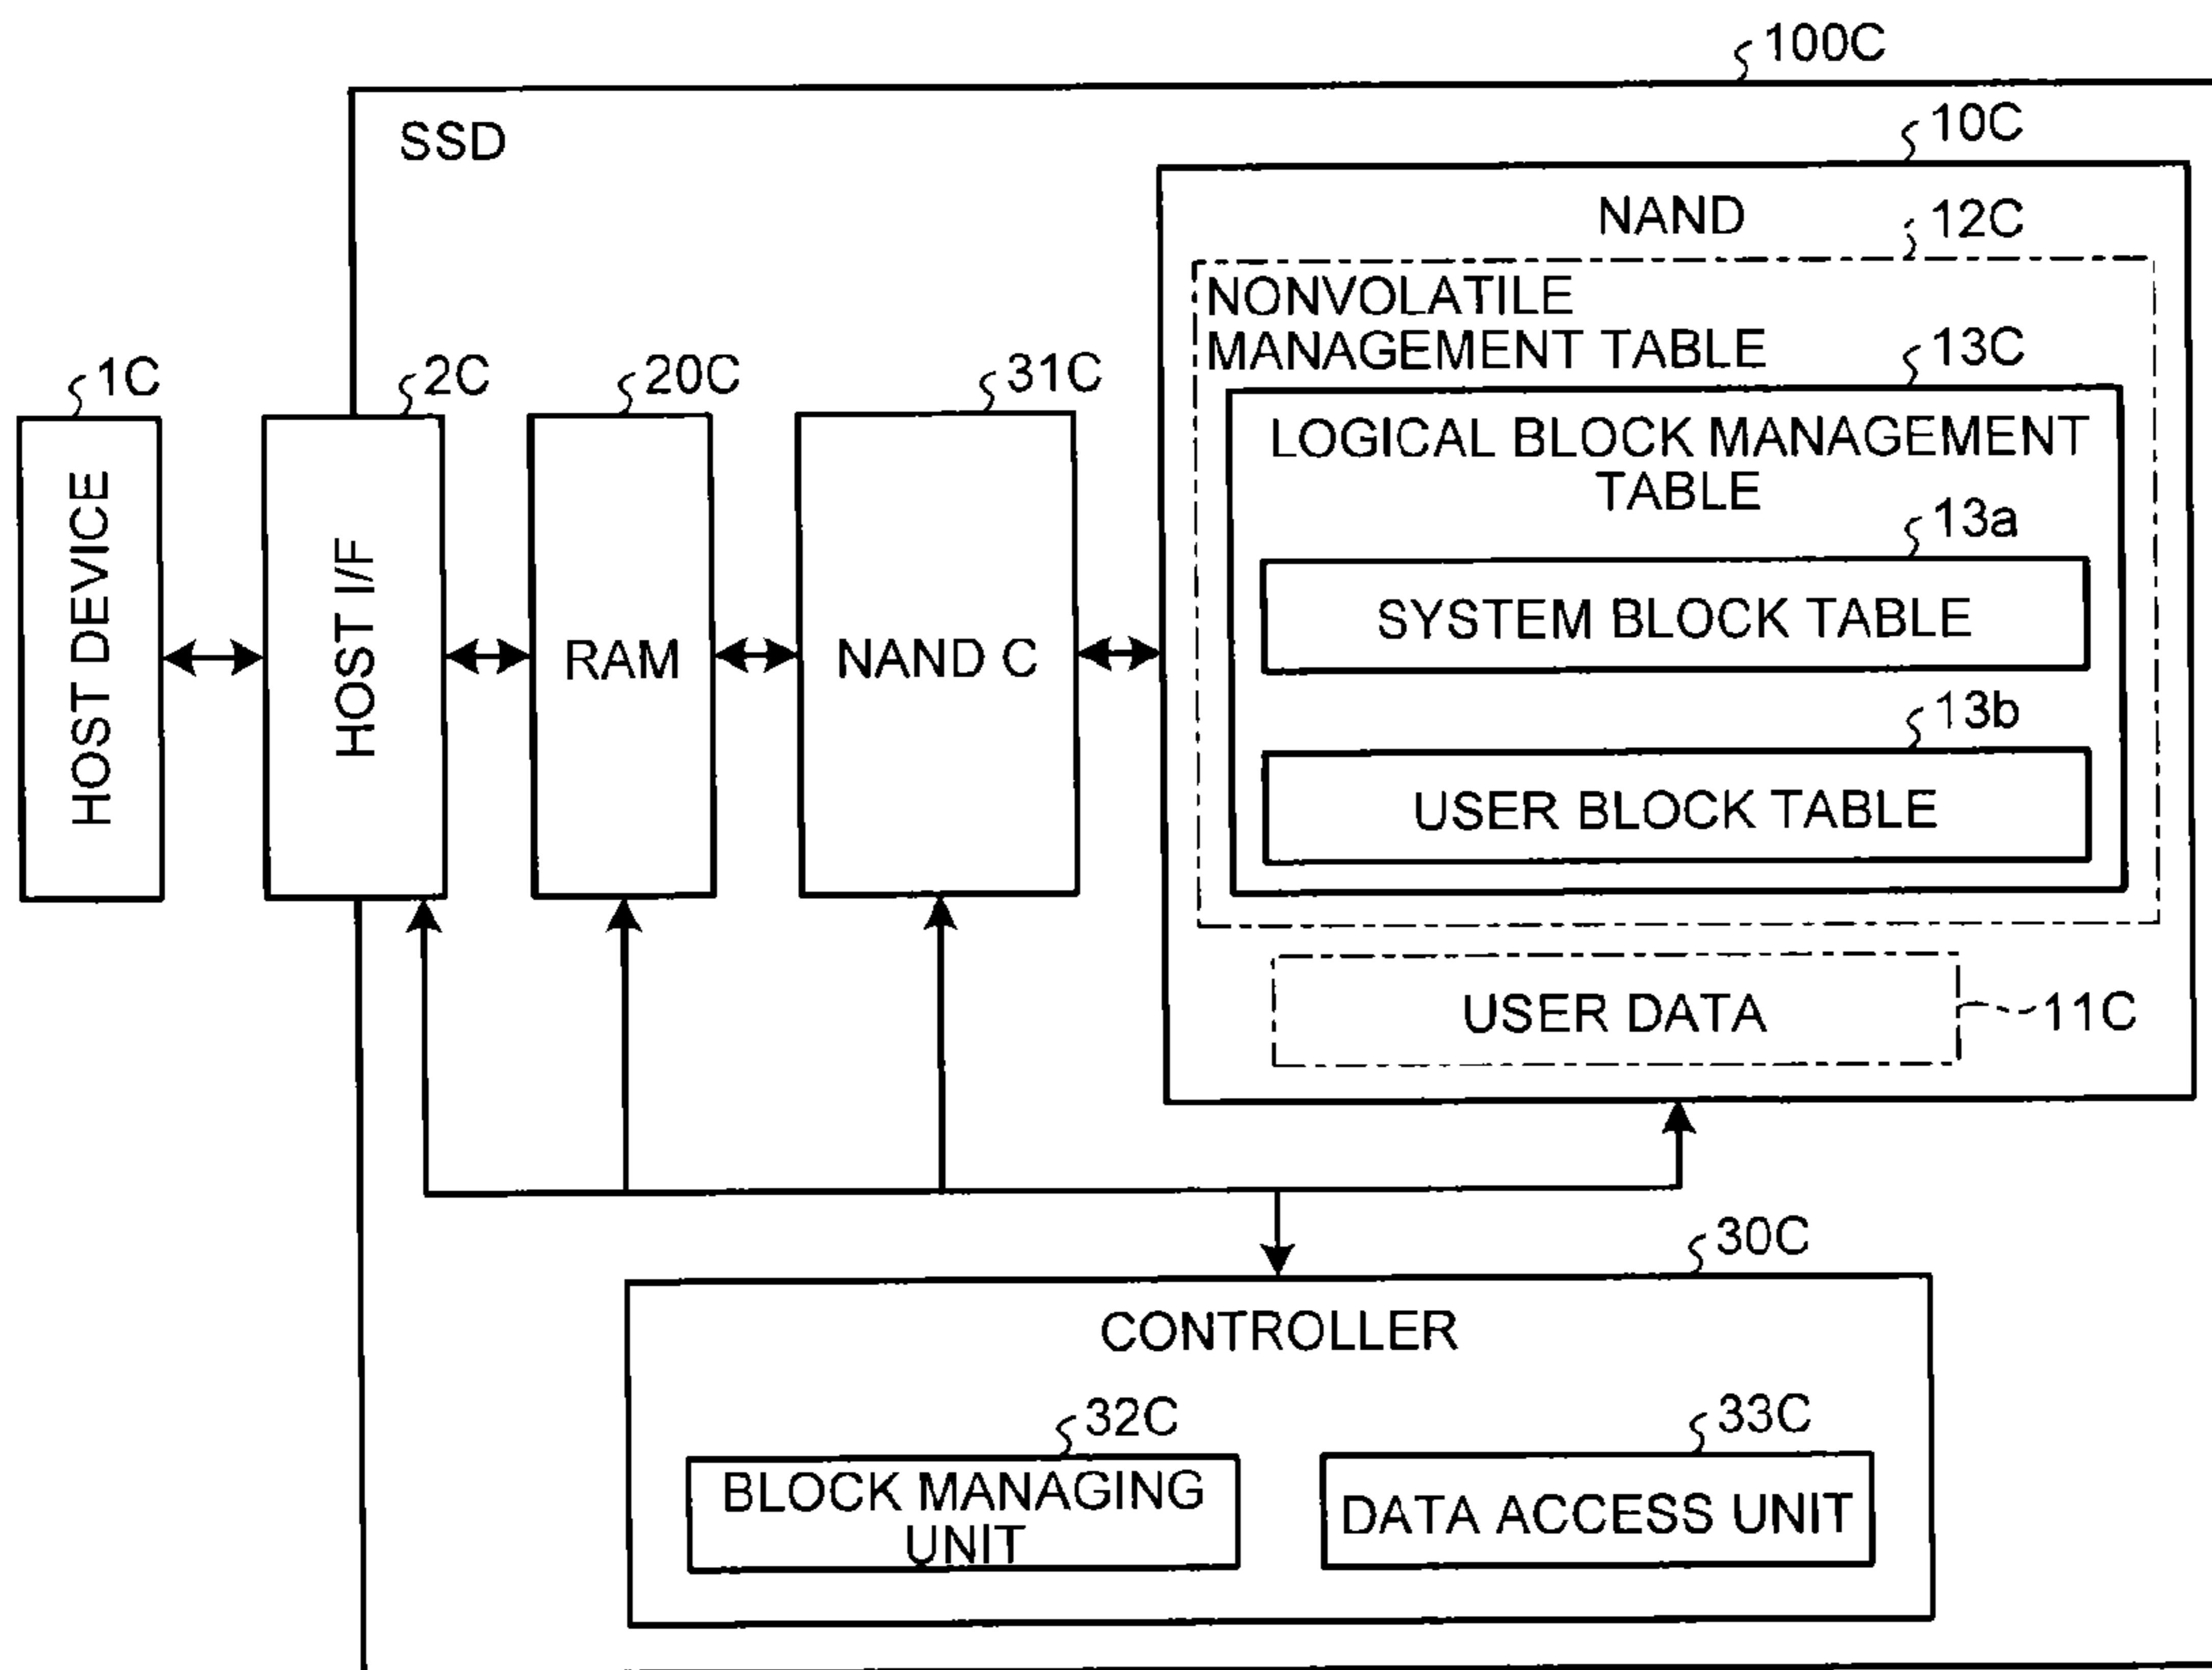 100C
SSD
10C
NAND
12C
NONVOLATILE
MANAGEMENT TABLE
13C
LOGICAL BLOCK MANAGEMENT
TABLE
13a
SYSTEM BLOCK TABLE
13b
USER BLOCK TABLE
USER DATA
11C
1C
HOST DEVICE
2C
HOST I/F
20C
RAM
31C
NAND C
30C
CONTROLLER
32C
BLOCK MANAGING
UNIT
33C
DATA ACCESS UNIT